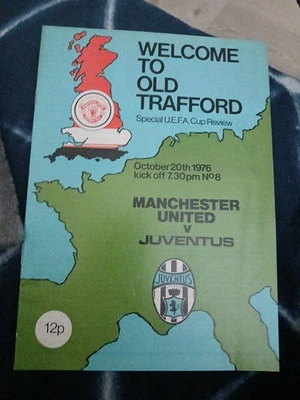 WELCOME
TO
OLD
TRAFFORD
Special U.E.F.A. Cup Review
October 20th 1976
kick off 7.30pm No8
MANCHESTER
UNITED
v
JUVENTUS
JUVENTUS
12p